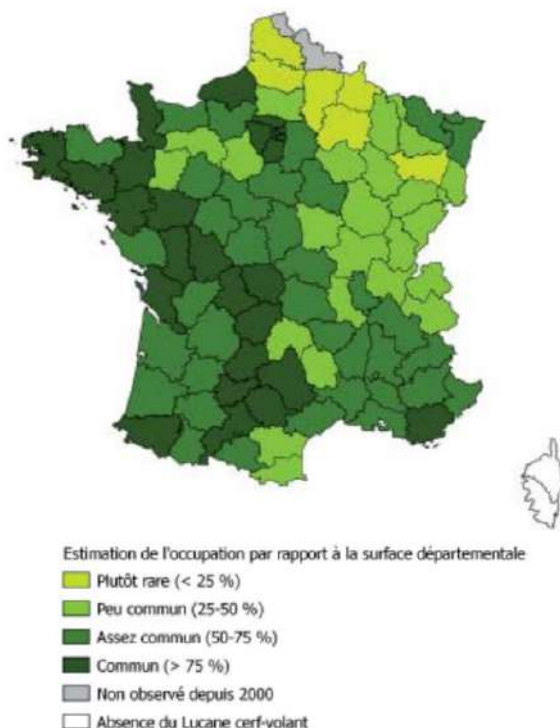 Estimation de l'occupation par rapport à la surface départementale
Plutôt rare (< 25 %)
Peu commun (25-50 %)
Assez commun (50-75 %)
Commun (> 75 %)
Non observé depuis 2000
Absence du Lucane cerf-volant